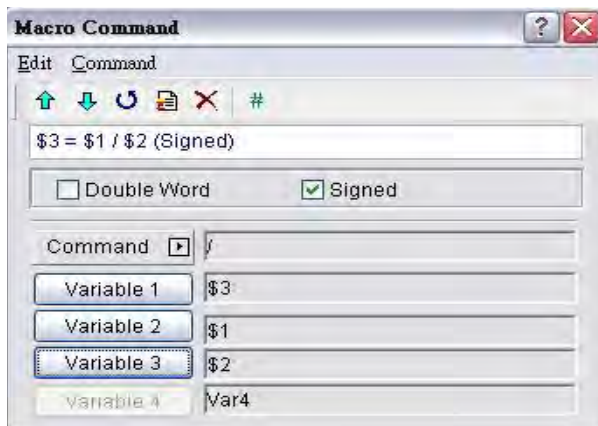 Macro Command
Edit Command
#
$3 = $1 / $2 (Signed)
Double Word Signed
Command /
Variable 1 $3
Variable 2 $1
Variable 3 $2
Variable 4 Var4